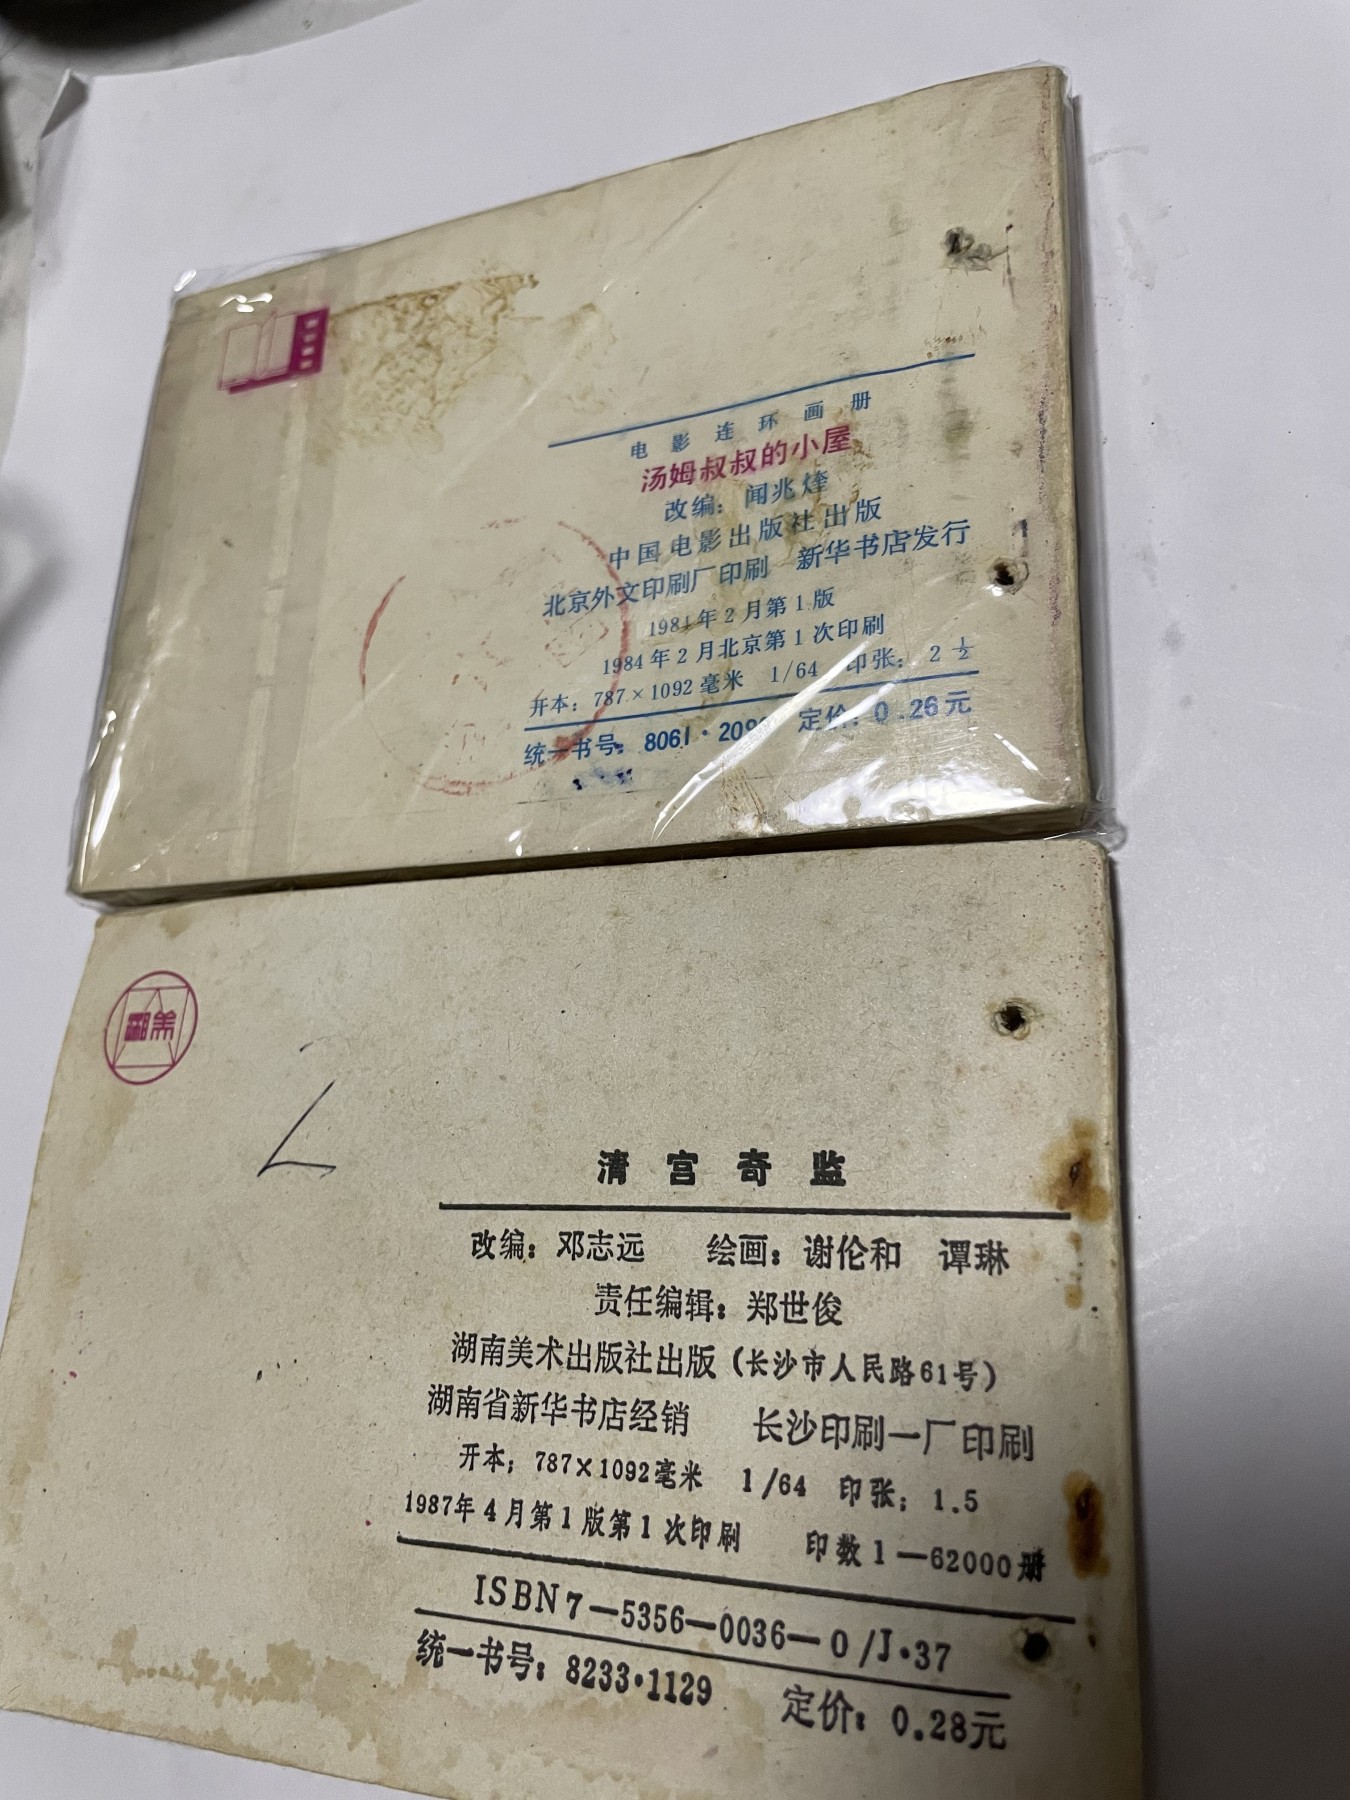 电影连环画册
汤姆叔叔的小屋
改编：闻兆煃
中国电影出版社出版
北京外文印刷厂印刷 新华书店发行
1984年2月第1版
1984年2月北京第1次印刷
开本：787×1092毫米 1/64 印张：2 1/2
统一书号：8061·209 定价：0.26元
湘美
清宫奇监
改编：邓志远 绘画：谢伦和 谭琳
责任编辑：郑世俊
湖南美术出版社出版（长沙市人民路61号）
湖南省新华书店经销 长沙印刷一厂印刷
开本；787×1092毫米 1/64 印张；1.5
1987年4月第1版第1次印刷 印数1—62000册
ISBN7—5356—0036—0/J·37
统一书号：8233·1129 定价：0.28元